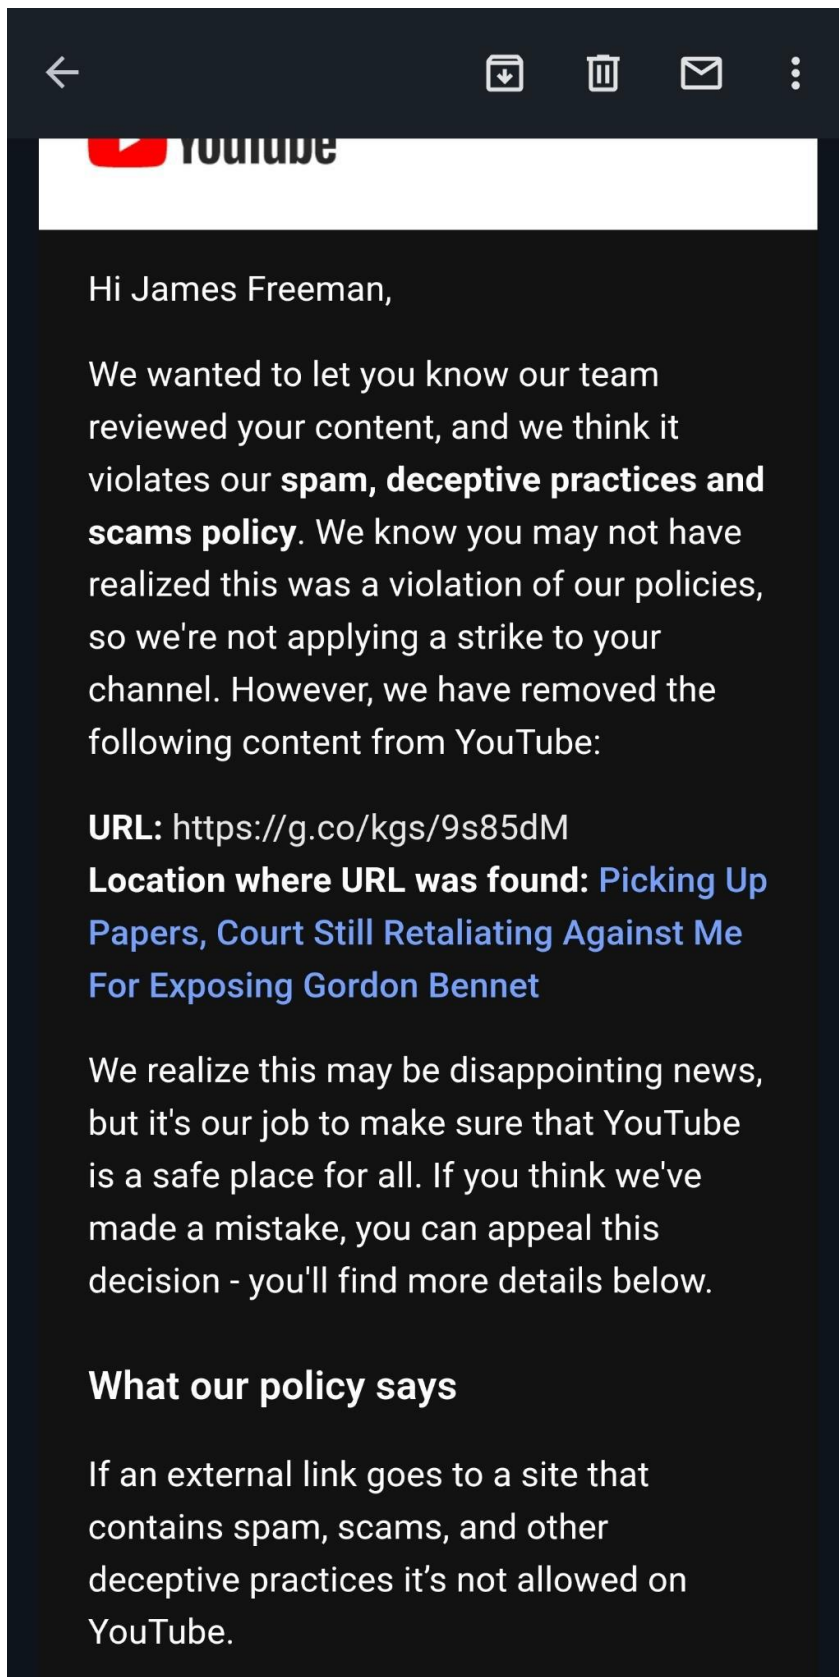 YouTube
Hi James Freeman,
We wanted to let you know our team
reviewed your content, and we think it
violates our spam, deceptive practices and
scams policy. We know you may not have
realized this was a violation of our policies,
so we're not applying a strike to your
channel. However, we have removed the
following content from YouTube:
URL: https://g.co/kgs/9s85dM
Location where URL was found: Picking Up
Papers, Court Still Retaliating Against Me
For Exposing Gordon Bennet
We realize this may be disappointing news,
but it's our job to make sure that YouTube
is a safe place for all. If you think we've
made a mistake, you can appeal this
decision - you'll find more details below.
What our policy says
If an external link goes to a site that
contains spam, scams, and other
deceptive practices it’s not allowed on
YouTube.